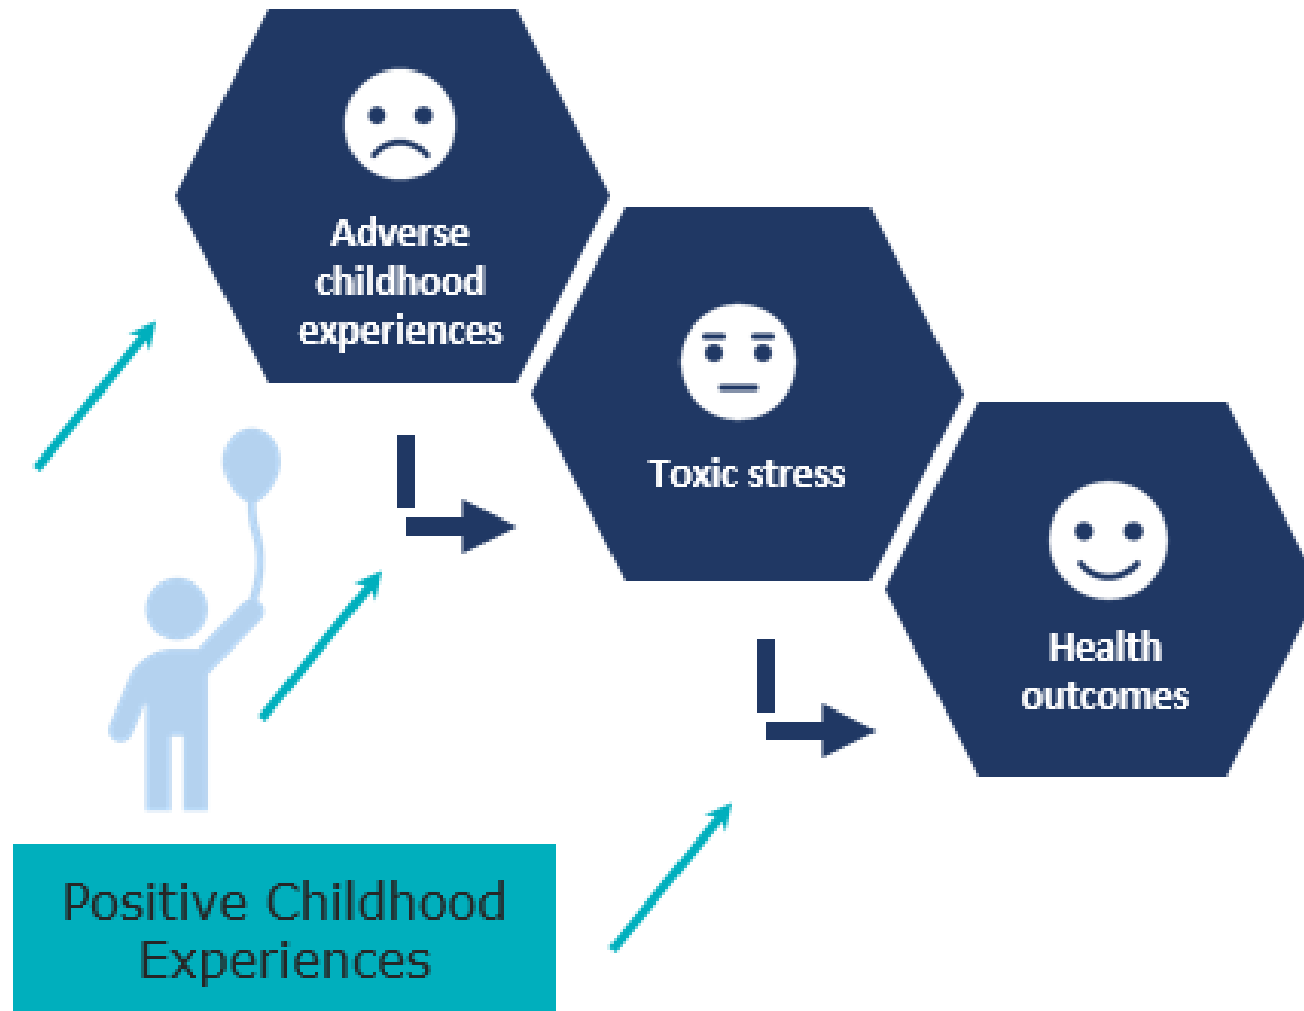 Adverse
childhood
experiences
Toxic stress
Health
outcomes
Positive Childhood
Experiences